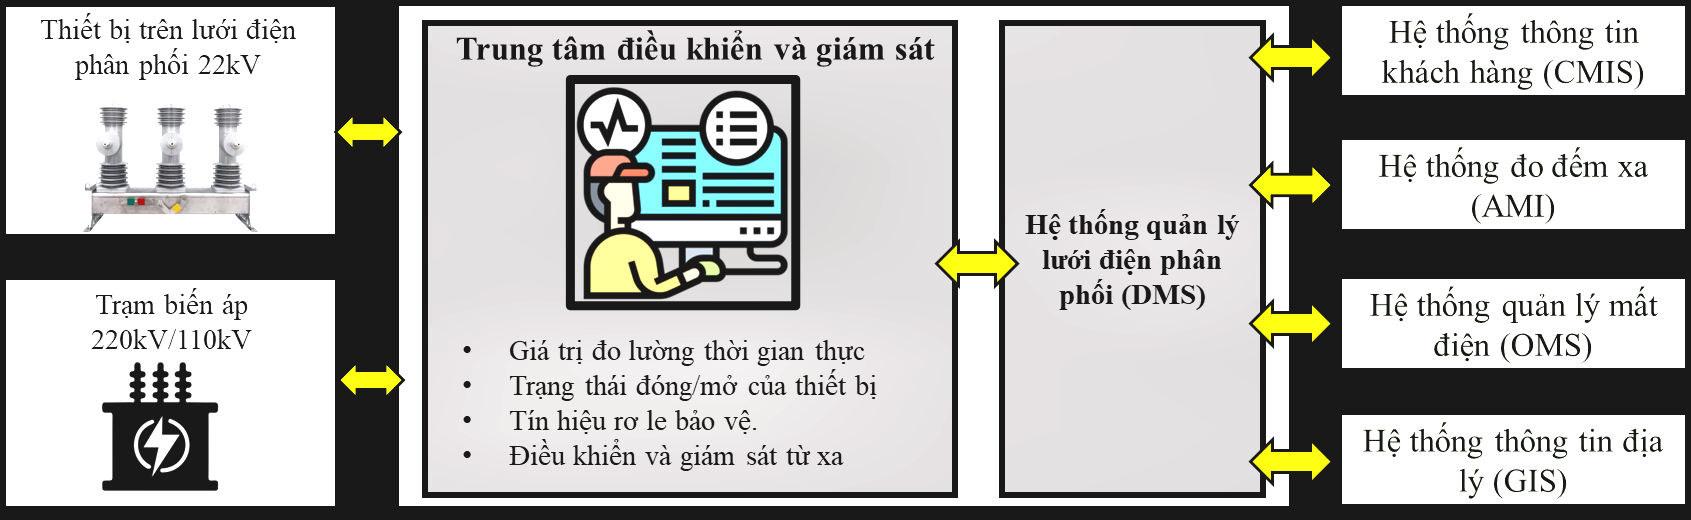 Thiết bị trên lưới điện
phân phối 22kV
Trạm biến áp
220kV/110kV
Trung tâm điều khiển và giám sát
• Giá trị đo lường thời gian thực
• Trạng thái đóng/mở của thiết bị
• Tín hiệu rơ le bảo vệ.
• Điều khiển và giám sát từ xa
Hệ thống quản lý
lưới điện phân
phối (DMS)
Hệ thống thông tin
khách hàng (CMIS)
Hệ thống đo đếm xa
(AMI)
Hệ thống quản lý mất
điện (OMS)
Hệ thống thông tin địa
lý (GIS)